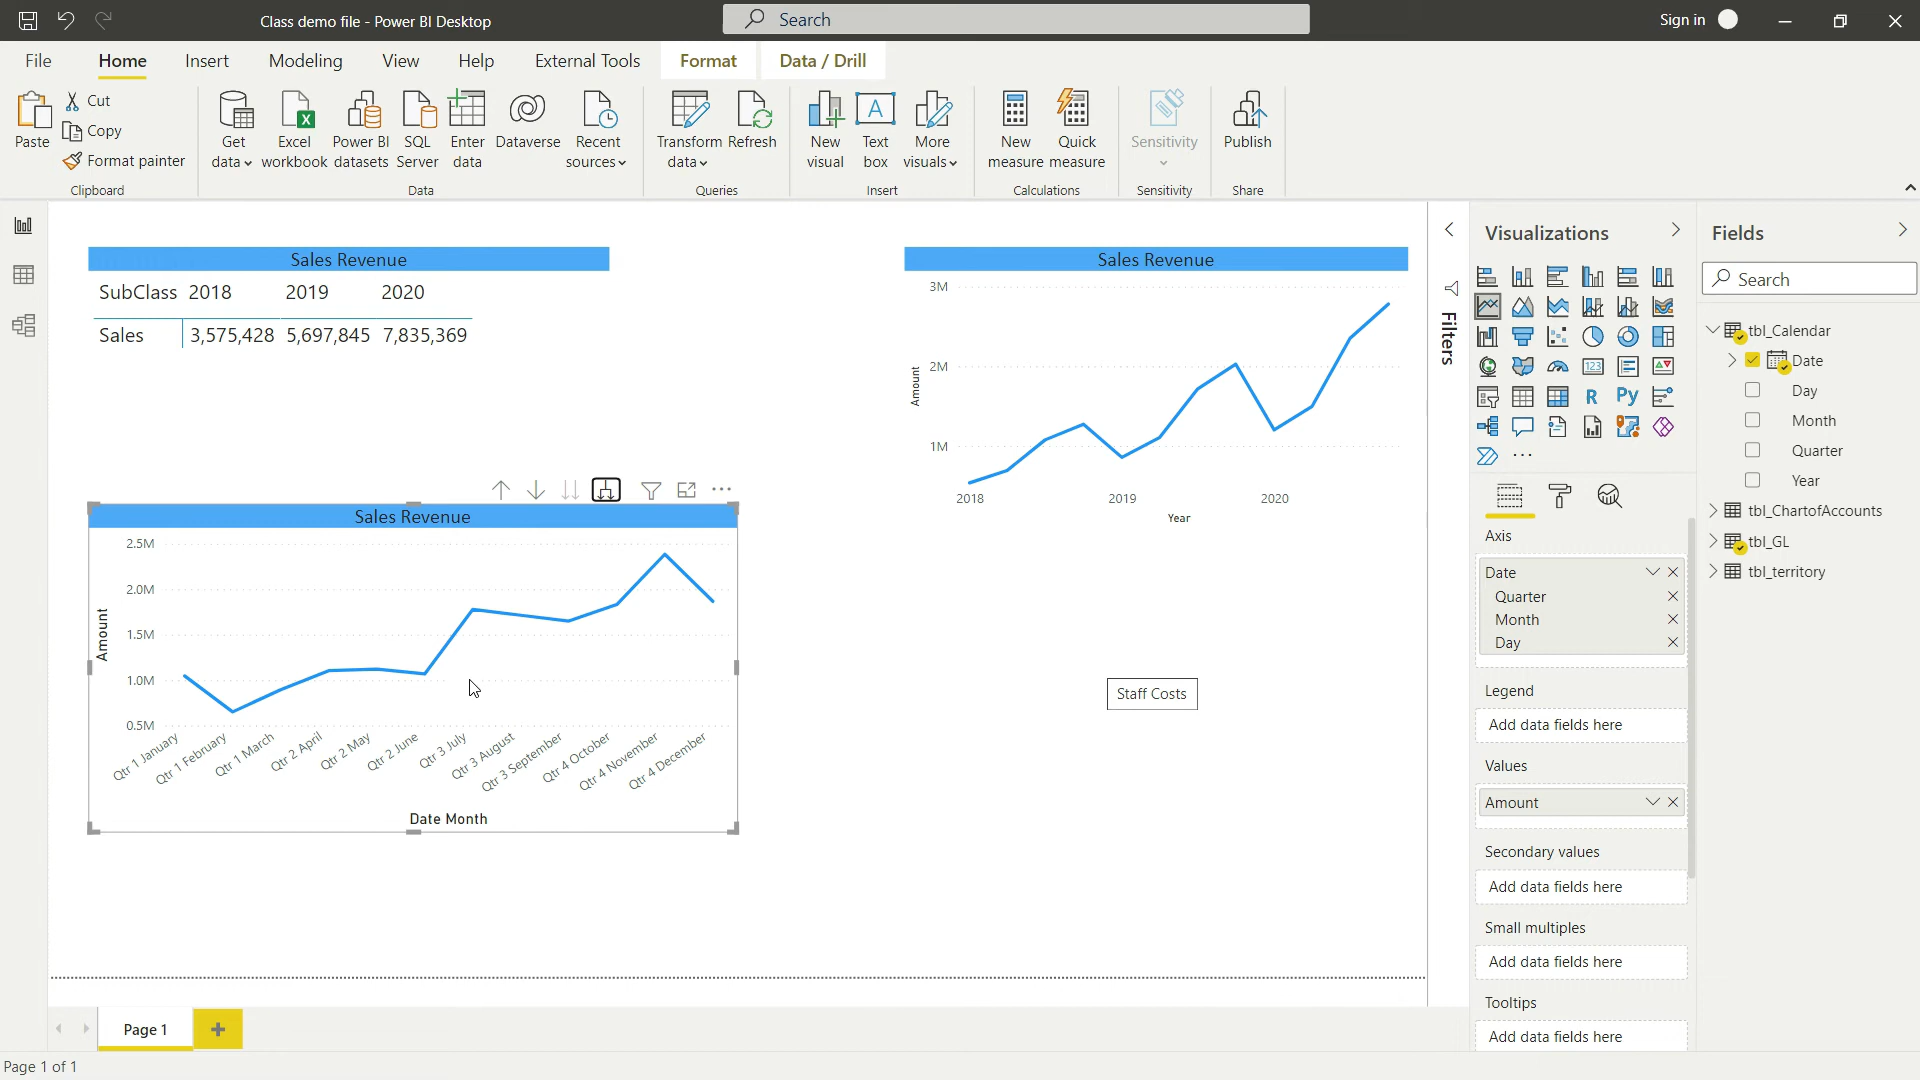 Class demo file - Power BI Desktop
Search
Sign in
File Home Insert Modeling View Help External Tools Format Data / Drill
Paste
Cut
Copy
Format painter
Clipboard
Get data
Excel workbook
Power BI datasets
SQL Server
Enter data
Dataverse
Recent sources
Data
Transform data
Refresh
Queries
New visual
A
Text box
More visuals
Insert
New measure
Quick measure
Calculations
Sensitivity
Sensitivity
Publish
Share
Sales Revenue
SubClass 2018 2019 2020
Sales 3,575,428 5,697,845 7,835,369
Sales Revenue
3M
2M
1M
Amount
2018 2019 2020
Year
Sales Revenue
2.5M
2.0M
1.5M
1.0M
0.5M
Amount
Qtr 1 January
Qtr 1 February
Qtr 1 March
Qtr 2 April
Qtr 2 May
Qtr 2 June
Qtr 3 July
Qtr 3 August
Qtr 3 September
Qtr 4 October
Qtr 4 November
Qtr 4 December
Date Month
Staff Costs
Filters
Visualizations
123
R
Py
Axis
Date
Quarter
Month
Day
Legend
Add data fields here
Values
Amount
Secondary values
Add data fields here
Small multiples
Add data fields here
Tooltips
Add data fields here
Fields
Search
tbl_Calendar
Date
Day
Month
Quarter
Year
tbl_ChartofAccounts
tbl_GL
tbl_territory
Page 1
Page 1 of 1